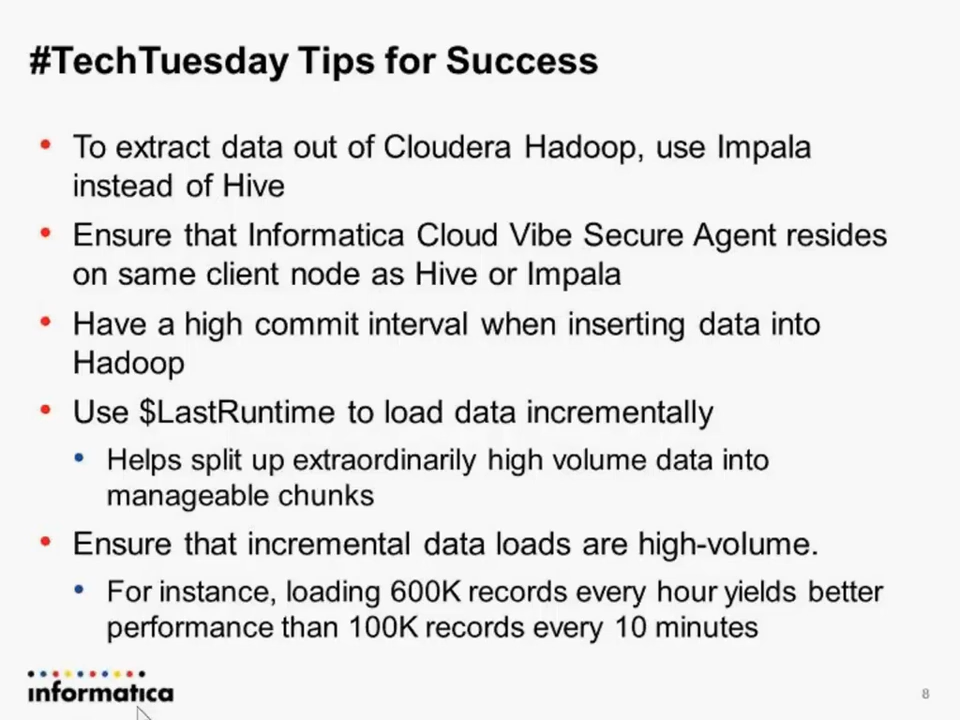 #TechTuesday Tips for Success
• To extract data out of Cloudera Hadoop, use Impala
instead of Hive
• Ensure that Informatica Cloud Vibe Secure Agent resides
on same client node as Hive or Impala
• Have a high commit interval when inserting data into
Hadoop
• Use $LastRuntime to load data incrementally
• Helps split up extraordinarily high volume data into
manageable chunks
• Ensure that incremental data loads are high-volume.
• For instance, loading 600K records every hour yields better
performance than 100K records every 10 minutes
informatica
8